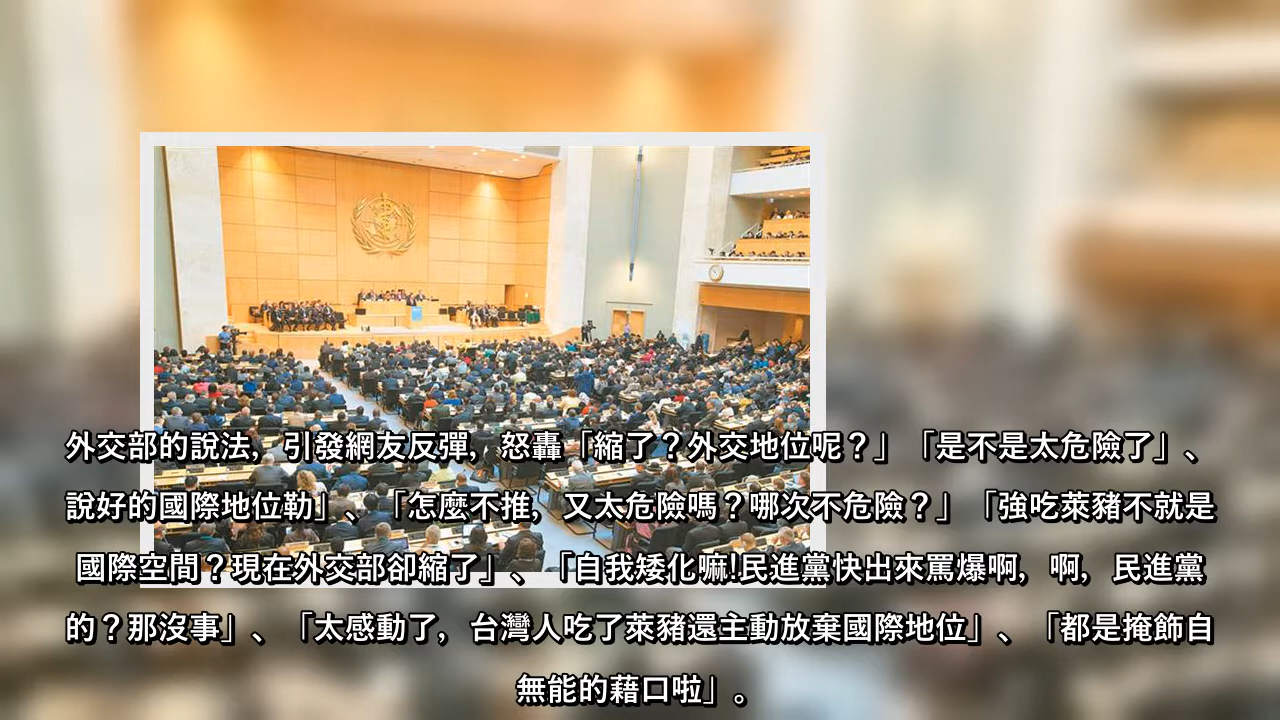 外交部的說法，引發網友反彈，怒轟「縮了？外交地位呢？」「是不是太危險了」、
說好的國際地位勒」、「怎麼不推，又太危險嗎？哪次不危險？」「強吃萊豬不就是
國際空間？現在外交部卻縮了」、「自我矮化嘛!民進黨快出來罵爆啊，啊，民進黨
的？那沒事」、「太感動了，台灣人吃了萊豬還主動放棄國際地位」、「都是掩飾自
無能的藉口啦」。